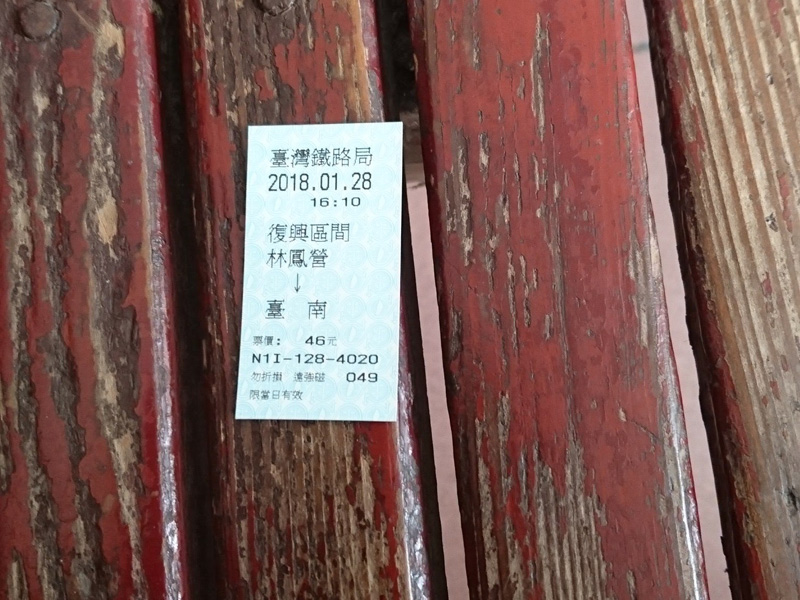 臺灣鐵路局
2018.01.28
16:10
復興區間
林鳳營
↓
臺 南
票價: 46元
N1I-128-4020
勿折損 遠強磁 049
限當日有效